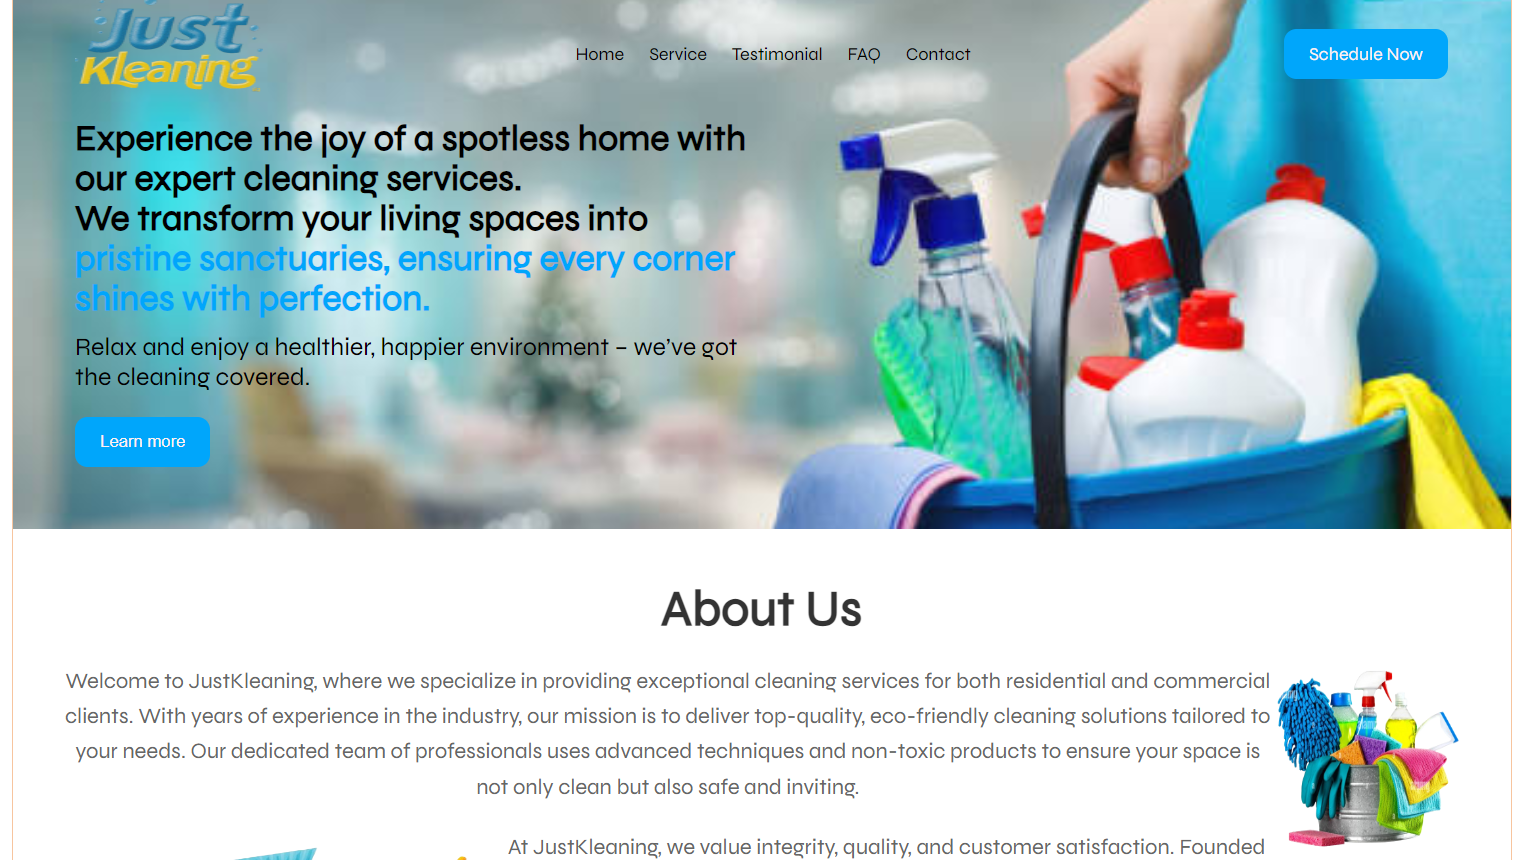 Just
Kleaning
Home Service Testimonial FAQ Contact
Schedule Now
Experience the joy of a spotless home with
our expert cleaning services.
We transform your living spaces into
pristine sanctuaries, ensuring every corner
shines with perfection.
Relax and enjoy a healthier, happier environment – we’ve got
the cleaning covered.
Learn more
About Us
Welcome to JustKleaning, where we specialize in providing exceptional cleaning services for both residential and commercial
clients. With years of experience in the industry, our mission is to deliver top-quality, eco-friendly cleaning solutions tailored to
your needs. Our dedicated team of professionals uses advanced techniques and non-toxic products to ensure your space is
not only clean but also safe and inviting.
At JustKleaning, we value integrity, quality, and customer satisfaction. Founded